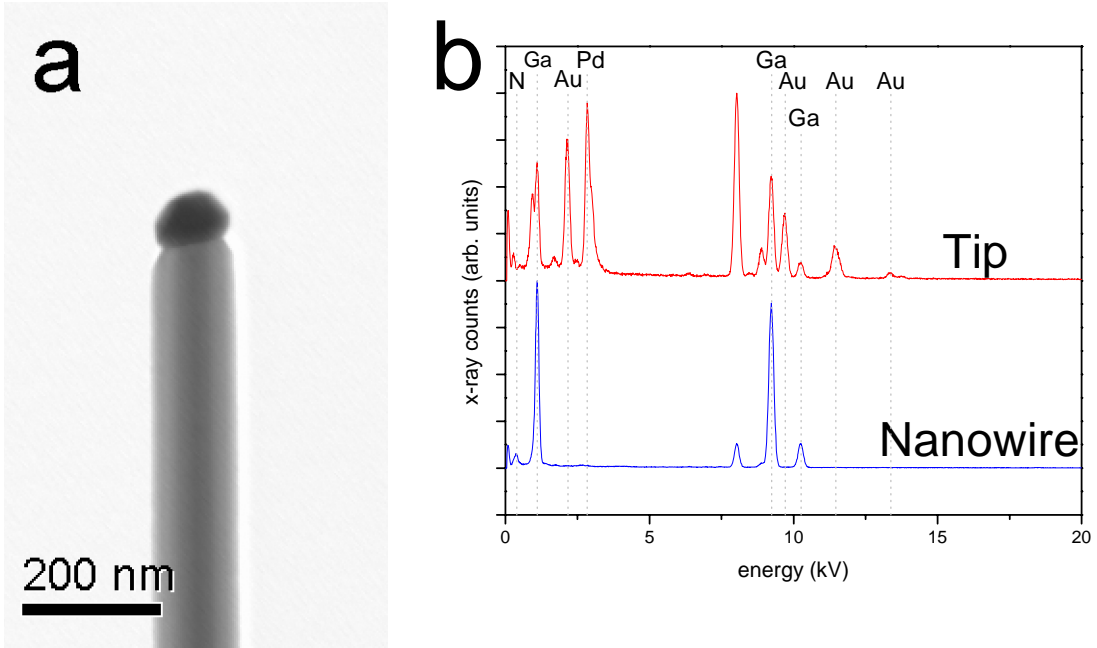 a
200 nm
b
Ga Pd Ga
N Au Au Au Au
Ga
Tip
Nanowire
x-ray counts (arb. units)
0 5 10 15 20
energy (kV)